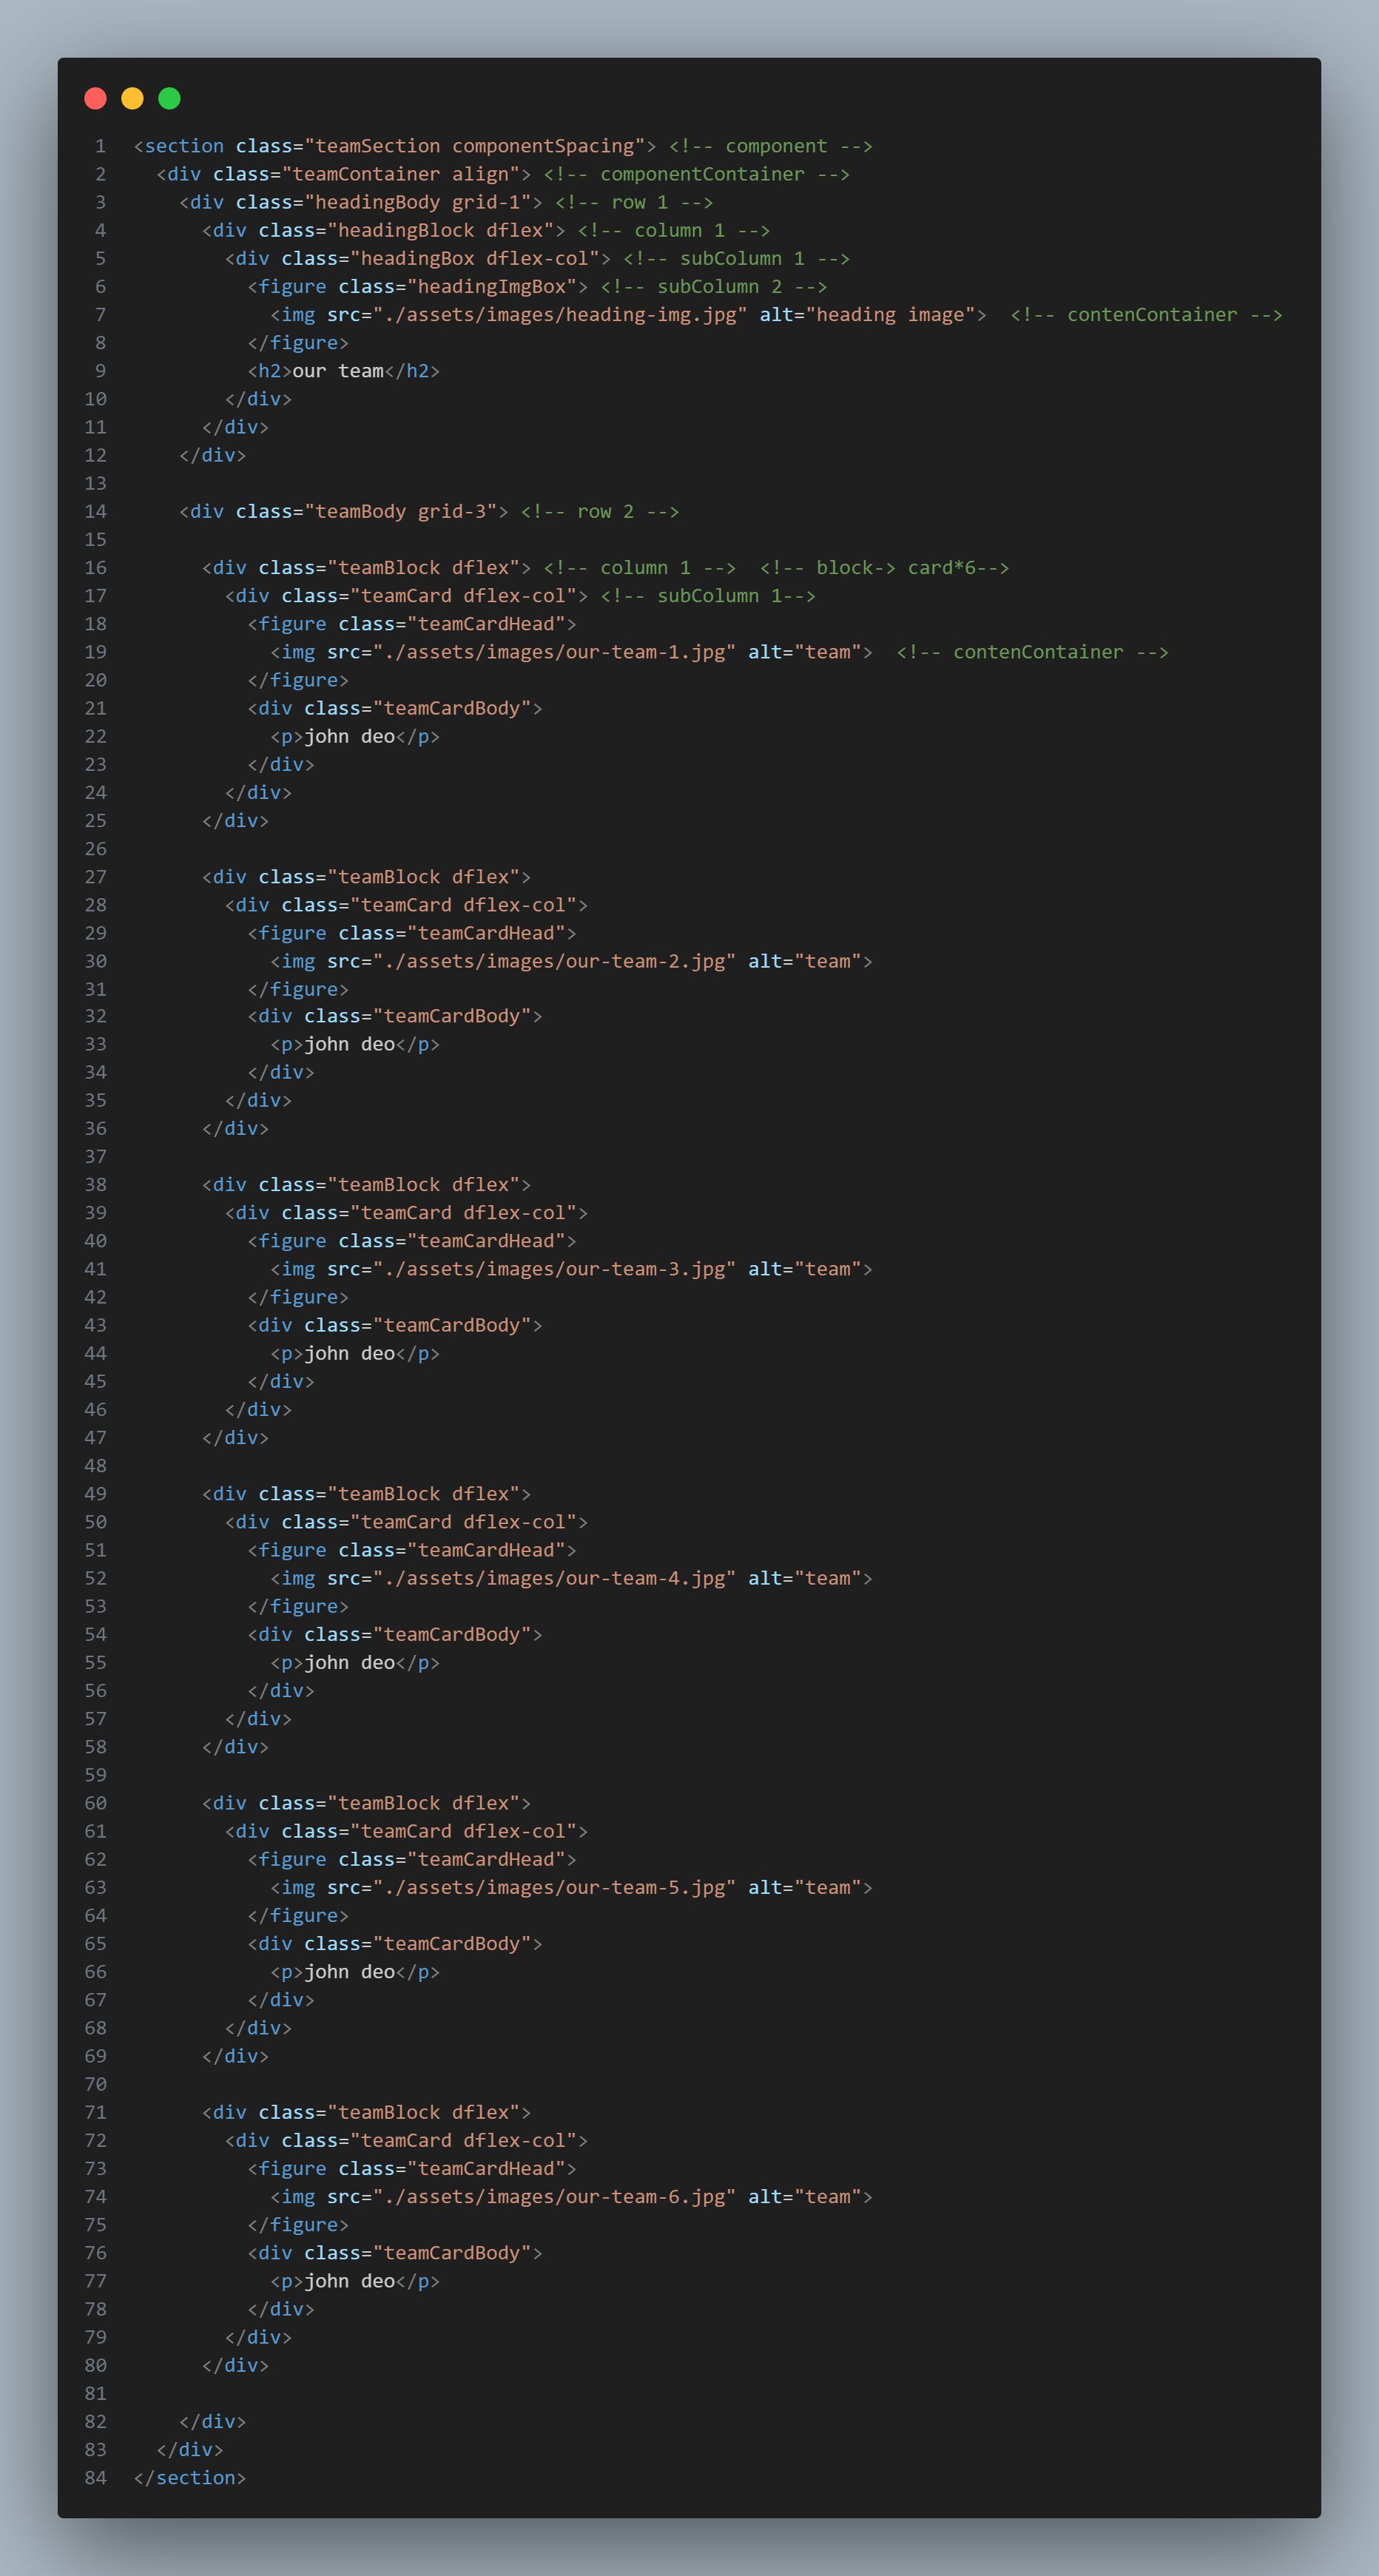 1 <section class="teamSection componentSpacing"> <!-- component -->
2 <div class="teamContainer align"> <!-- componentContainer -->
3 <div class="headingBody grid-1"> <!-- row 1 -->
4 <div class="headingBlock dflex"> <!-- column 1 -->
5 <div class="headingBox dflex-col"> <!-- subColumn 1 -->
6 <figure class="headingImgBox"> <!-- subColumn 2 -->
7 <img src="./assets/images/heading-img.jpg" alt="heading image">  <!-- contenContainer -->
8 </figure>
9 <h2>our team</h2>
10 </div>
11 </div>
12 </div>
13
14 <div class="teamBody grid-3"> <!-- row 2 -->
15
16 <div class="teamBlock dflex"> <!-- column 1 -->  <!-- block-> card*6-->
17 <div class="teamCard dflex-col"> <!-- subColumn 1-->
18 <figure class="teamCardHead">
19 <img src="./assets/images/our-team-1.jpg" alt="team">  <!-- contenContainer -->
20 </figure>
21 <div class="teamCardBody">
22 <p>john deo</p>
23 </div>
24 </div>
25 </div>
26
27 <div class="teamBlock dflex">
28 <div class="teamCard dflex-col">
29 <figure class="teamCardHead">
30 <img src="./assets/images/our-team-2.jpg" alt="team">
31 </figure>
32 <div class="teamCardBody">
33 <p>john deo</p>
34 </div>
35 </div>
36 </div>
37
38 <div class="teamBlock dflex">
39 <div class="teamCard dflex-col">
40 <figure class="teamCardHead">
41 <img src="./assets/images/our-team-3.jpg" alt="team">
42 </figure>
43 <div class="teamCardBody">
44 <p>john deo</p>
45 </div>
46 </div>
47 </div>
48
49 <div class="teamBlock dflex">
50 <div class="teamCard dflex-col">
51 <figure class="teamCardHead">
52 <img src="./assets/images/our-team-4.jpg" alt="team">
53 </figure>
54 <div class="teamCardBody">
55 <p>john deo</p>
56 </div>
57 </div>
58 </div>
59
60 <div class="teamBlock dflex">
61 <div class="teamCard dflex-col">
62 <figure class="teamCardHead">
63 <img src="./assets/images/our-team-5.jpg" alt="team">
64 </figure>
65 <div class="teamCardBody">
66 <p>john deo</p>
67 </div>
68 </div>
69 </div>
70
71 <div class="teamBlock dflex">
72 <div class="teamCard dflex-col">
73 <figure class="teamCardHead">
74 <img src="./assets/images/our-team-6.jpg" alt="team">
75 </figure>
76 <div class="teamCardBody">
77 <p>john deo</p>
78 </div>
79 </div>
80 </div>
81
82 </div>
83 </div>
84 </section>